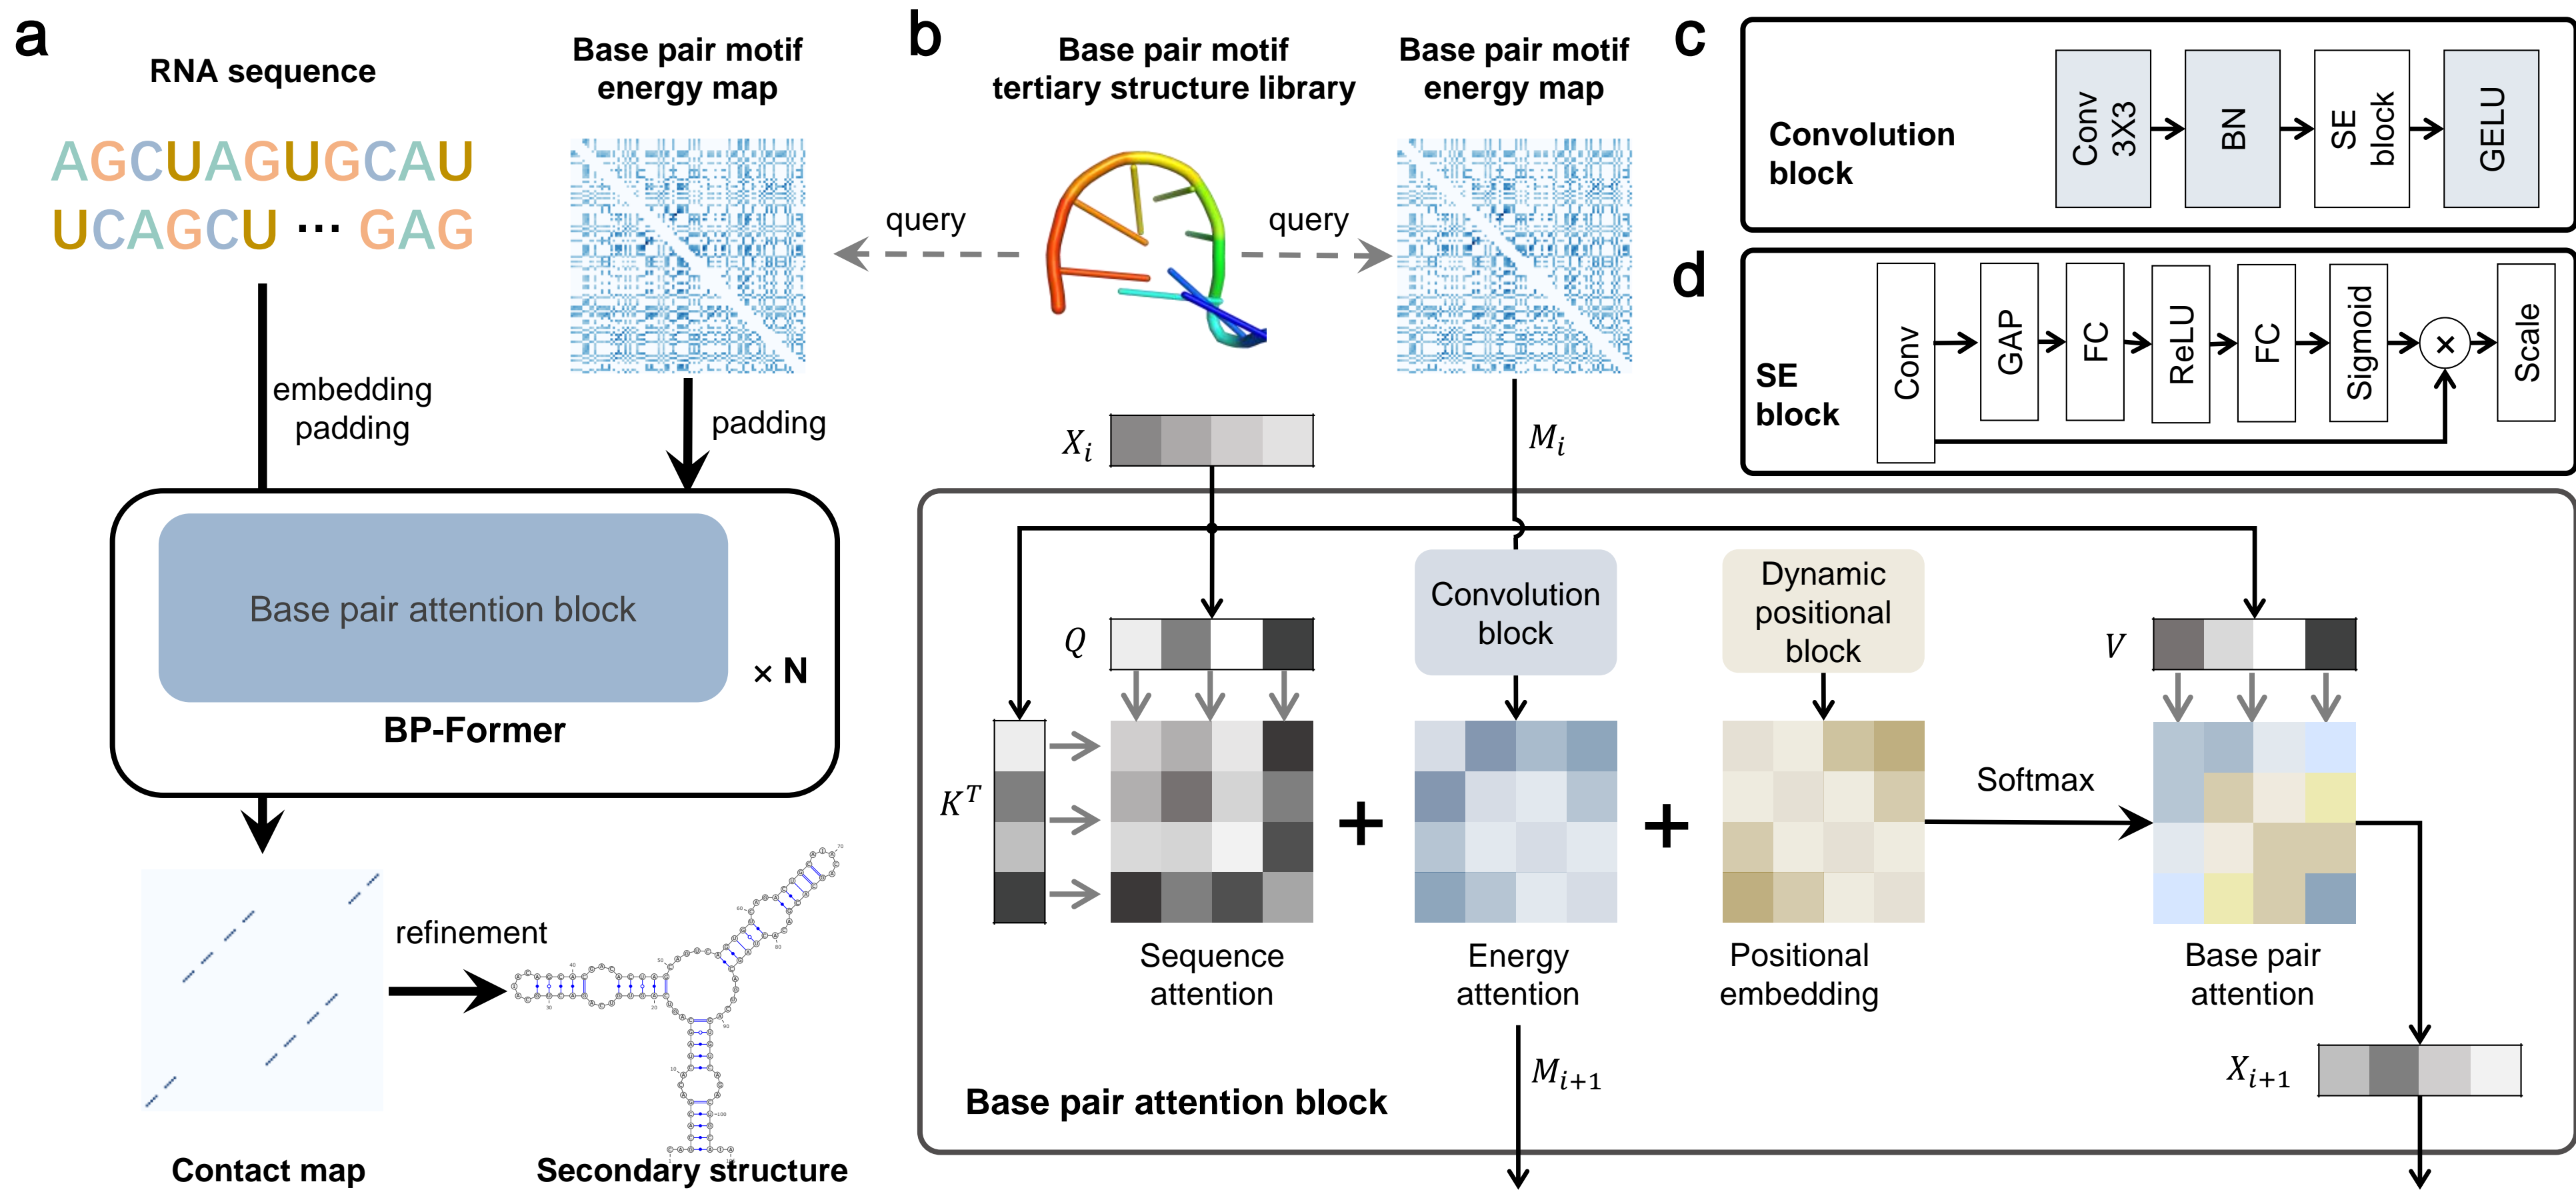 a
RNA sequence
AGCUAGUGCAU
UCAGCU ··· GAG
Base pair motif
energy map
embedding
padding
padding
Base pair attention block
× N
BP-Former
refinement
Contact map
Secondary structure
b
Base pair motif
tertiary structure library
Base pair motif
energy map
query
query
X_i
M_i
Q
K^T
V
Convolution
block
Dynamic
positional
block
+
+
Softmax
Sequence
attention
Energy
attention
Positional
embedding
Base pair
attention
M_{i+1}
X_{i+1}
Base pair attention block
c
Convolution
block
Conv
3X3
BN
SE
block
GELU
d
SE
block
Conv
GAP
FC
ReLU
FC
Sigmoid
×
Scale